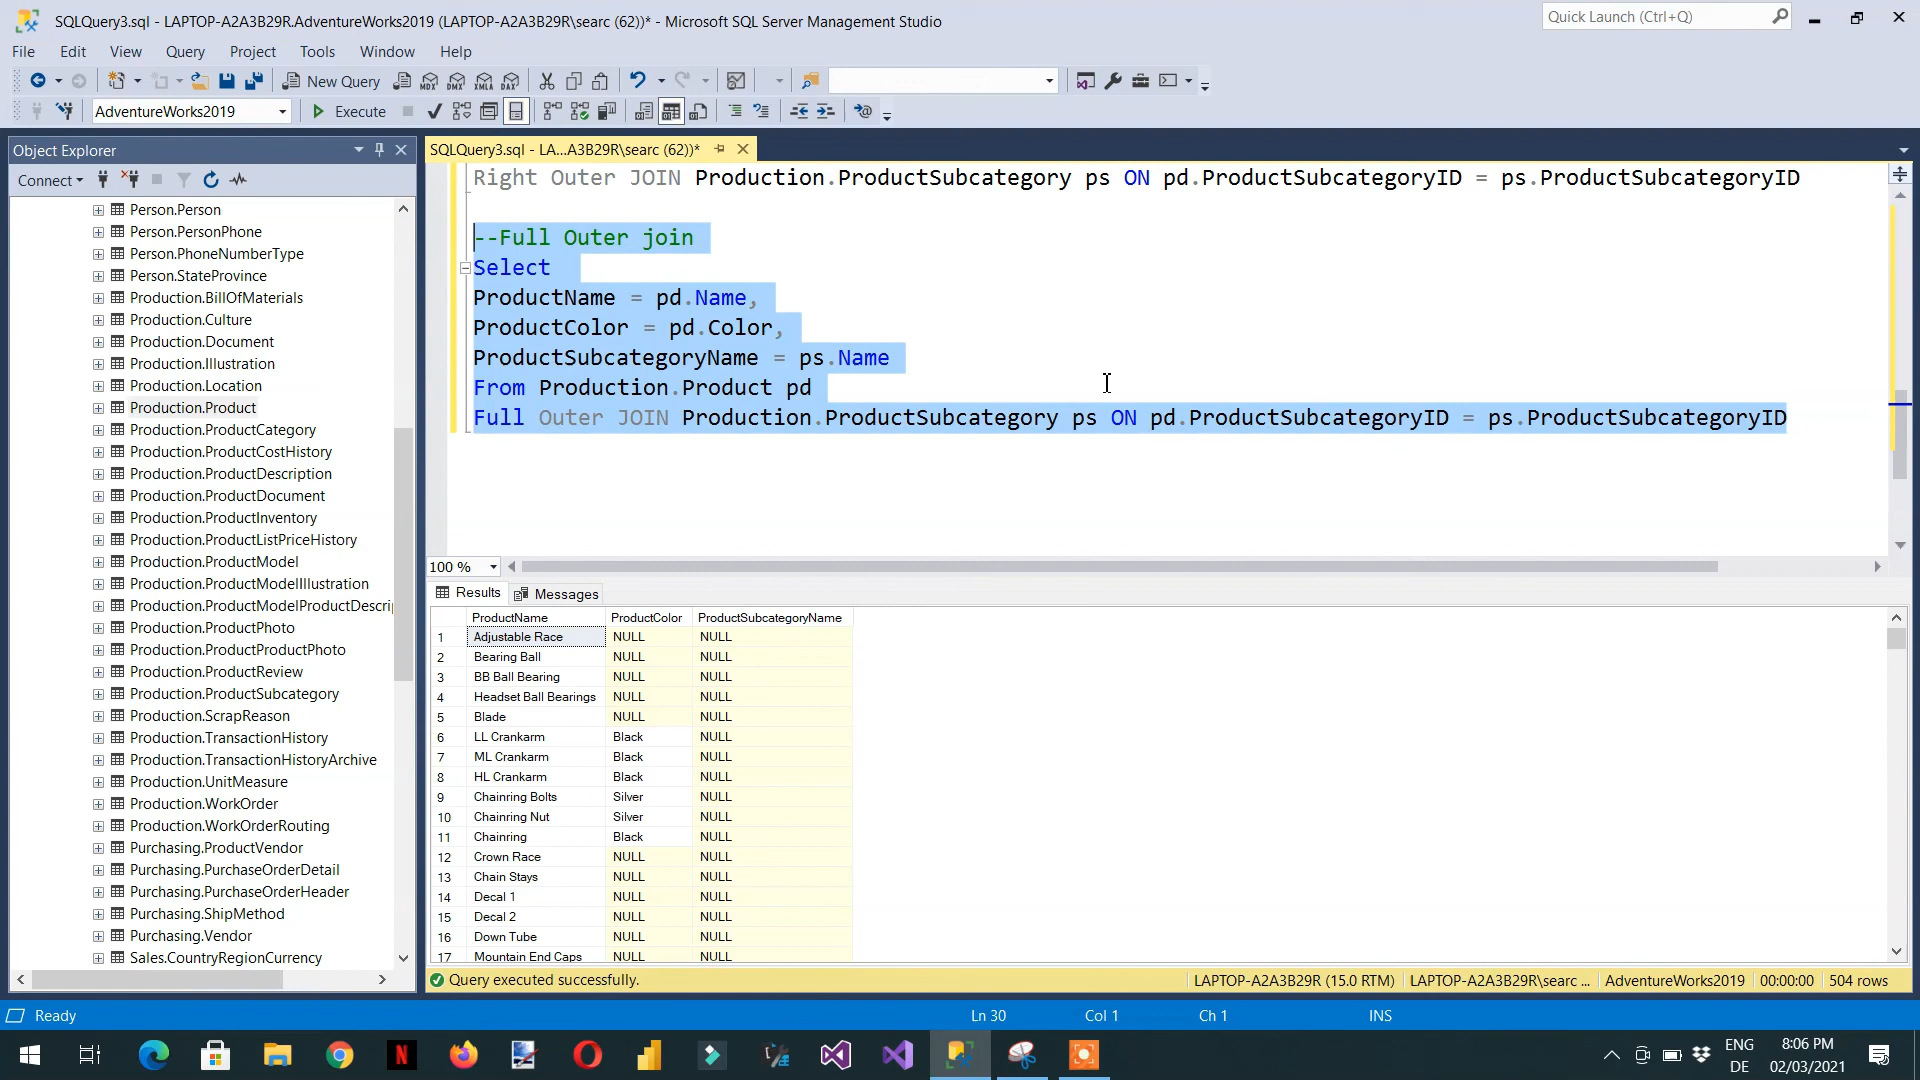 SQLQuery3.sql - LAPTOP-A2A3B29R.AdventureWorks2019 (LAPTOP-A2A3B29R\searc (62))* - Microsoft SQL Server Management Studio
Quick Launch (Ctrl+Q)
File Edit View Query Project Tools Window Help
New Query
MDX DMX XMLA DAX
AdventureWorks2019
Execute
Object Explorer
Connect
Person.Person
Person.PersonPhone
Person.PhoneNumberType
Person.StateProvince
Production.BillOfMaterials
Production.Culture
Production.Document
Production.Illustration
Production.Location
Production.Product
Production.ProductCategory
Production.ProductCostHistory
Production.ProductDescription
Production.ProductDocument
Production.ProductInventory
Production.ProductListPriceHistory
Production.ProductModel
Production.ProductModelIllustration
Production.ProductModelProductDescri
Production.ProductPhoto
Production.ProductProductPhoto
Production.ProductReview
Production.ProductSubcategory
Production.ScrapReason
Production.TransactionHistory
Production.TransactionHistoryArchive
Production.UnitMeasure
Production.WorkOrder
Production.WorkOrderRouting
Purchasing.ProductVendor
Purchasing.PurchaseOrderDetail
Purchasing.PurchaseOrderHeader
Purchasing.ShipMethod
Purchasing.Vendor
Sales.CountryRegionCurrency
SQLQuery3.sql - LA...A3B29R\searc (62))*
Right Outer JOIN Production.ProductSubcategory ps ON pd.ProductSubcategoryID = ps.ProductSubcategoryID
--Full Outer join
Select
ProductName = pd.Name,
ProductColor = pd.Color,
ProductSubcategoryName = ps.Name
From Production.Product pd
Full Outer JOIN Production.ProductSubcategory ps ON pd.ProductSubcategoryID = ps.ProductSubcategoryID
100 %
Results Messages
ProductName ProductColor ProductSubcategoryName
1 Adjustable Race NULL NULL
2 Bearing Ball NULL NULL
3 BB Ball Bearing NULL NULL
4 Headset Ball Bearings NULL NULL
5 Blade NULL NULL
6 LL Crankarm Black NULL
7 ML Crankarm Black NULL
8 HL Crankarm Black NULL
9 Chainring Bolts Silver NULL
10 Chainring Nut Silver NULL
11 Chainring Black NULL
12 Crown Race NULL NULL
13 Chain Stays NULL NULL
14 Decal 1 NULL NULL
15 Decal 2 NULL NULL
16 Down Tube NULL NULL
17 Mountain End Caps NULL NULL
Query executed successfully.
LAPTOP-A2A3B29R (15.0 RTM) LAPTOP-A2A3B29R\searc ... AdventureWorks2019 00:00:00 504 rows
Ready Ln 30 Col 1 Ch 1 INS
ENG
DE
8:06 PM
02/03/2021